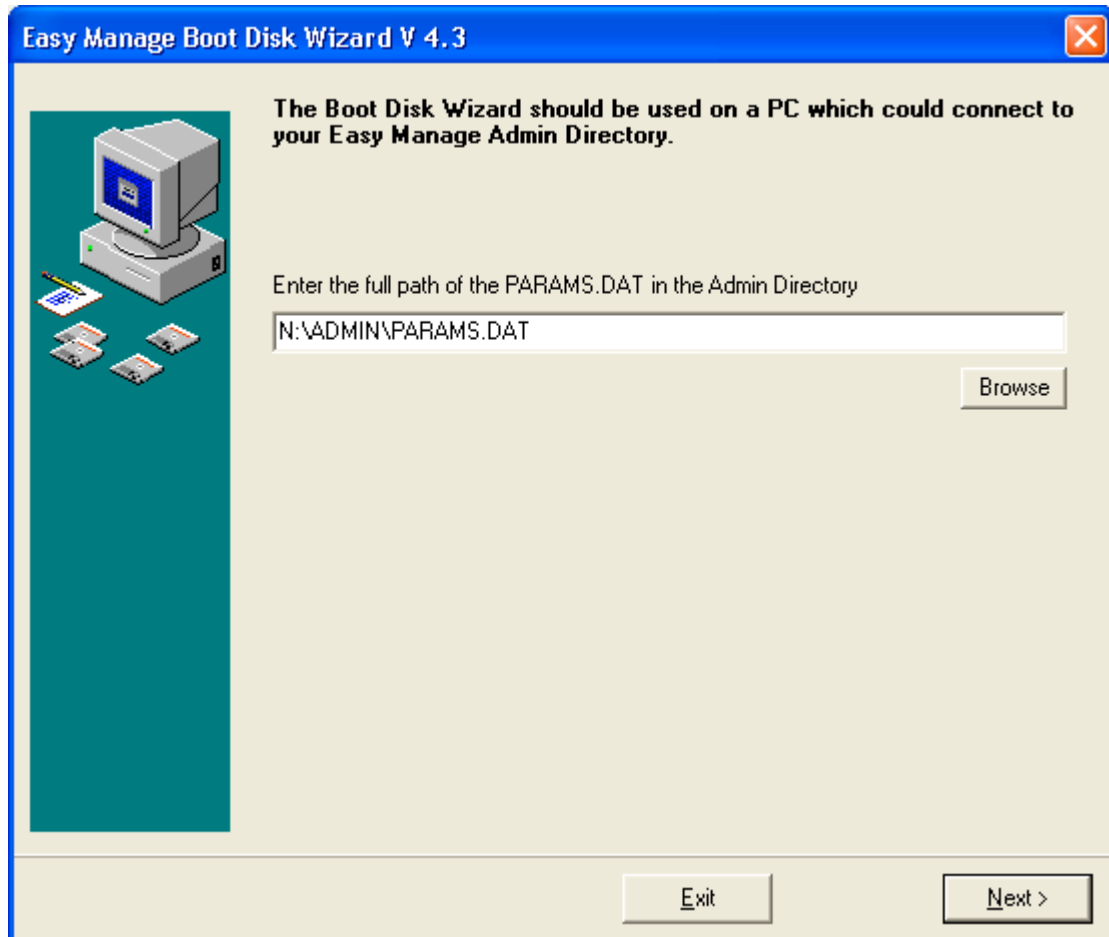 Easy Manage Boot Disk Wizard V 4.3
The Boot Disk Wizard should be used on a PC which could connect to
your Easy Manage Admin Directory.
Enter the full path of the PARAMS.DAT in the Admin Directory
N:\ADMIN\PARAMS.DAT
Browse
Exit
Next >